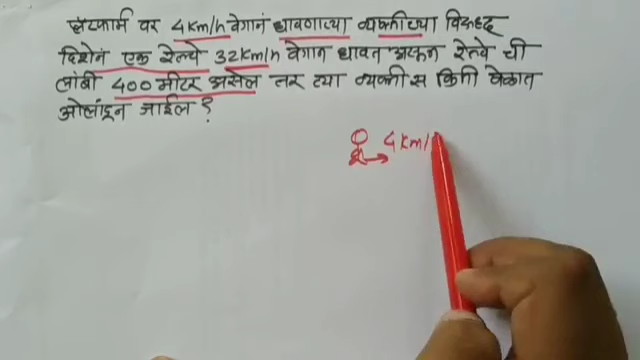 प्लॅटफार्म वर 4km/h वेगानं धावणाऱ्या व्यक्तीच्या विरूध्द
दिशेनं एक रेल्वे 32km/h वेगान धावत असून रेल्वे ची
लांबी 400 मीटर असेल तर त्या व्यक्तीस किती वेळात
ओलांडून जाईल ?
4km/